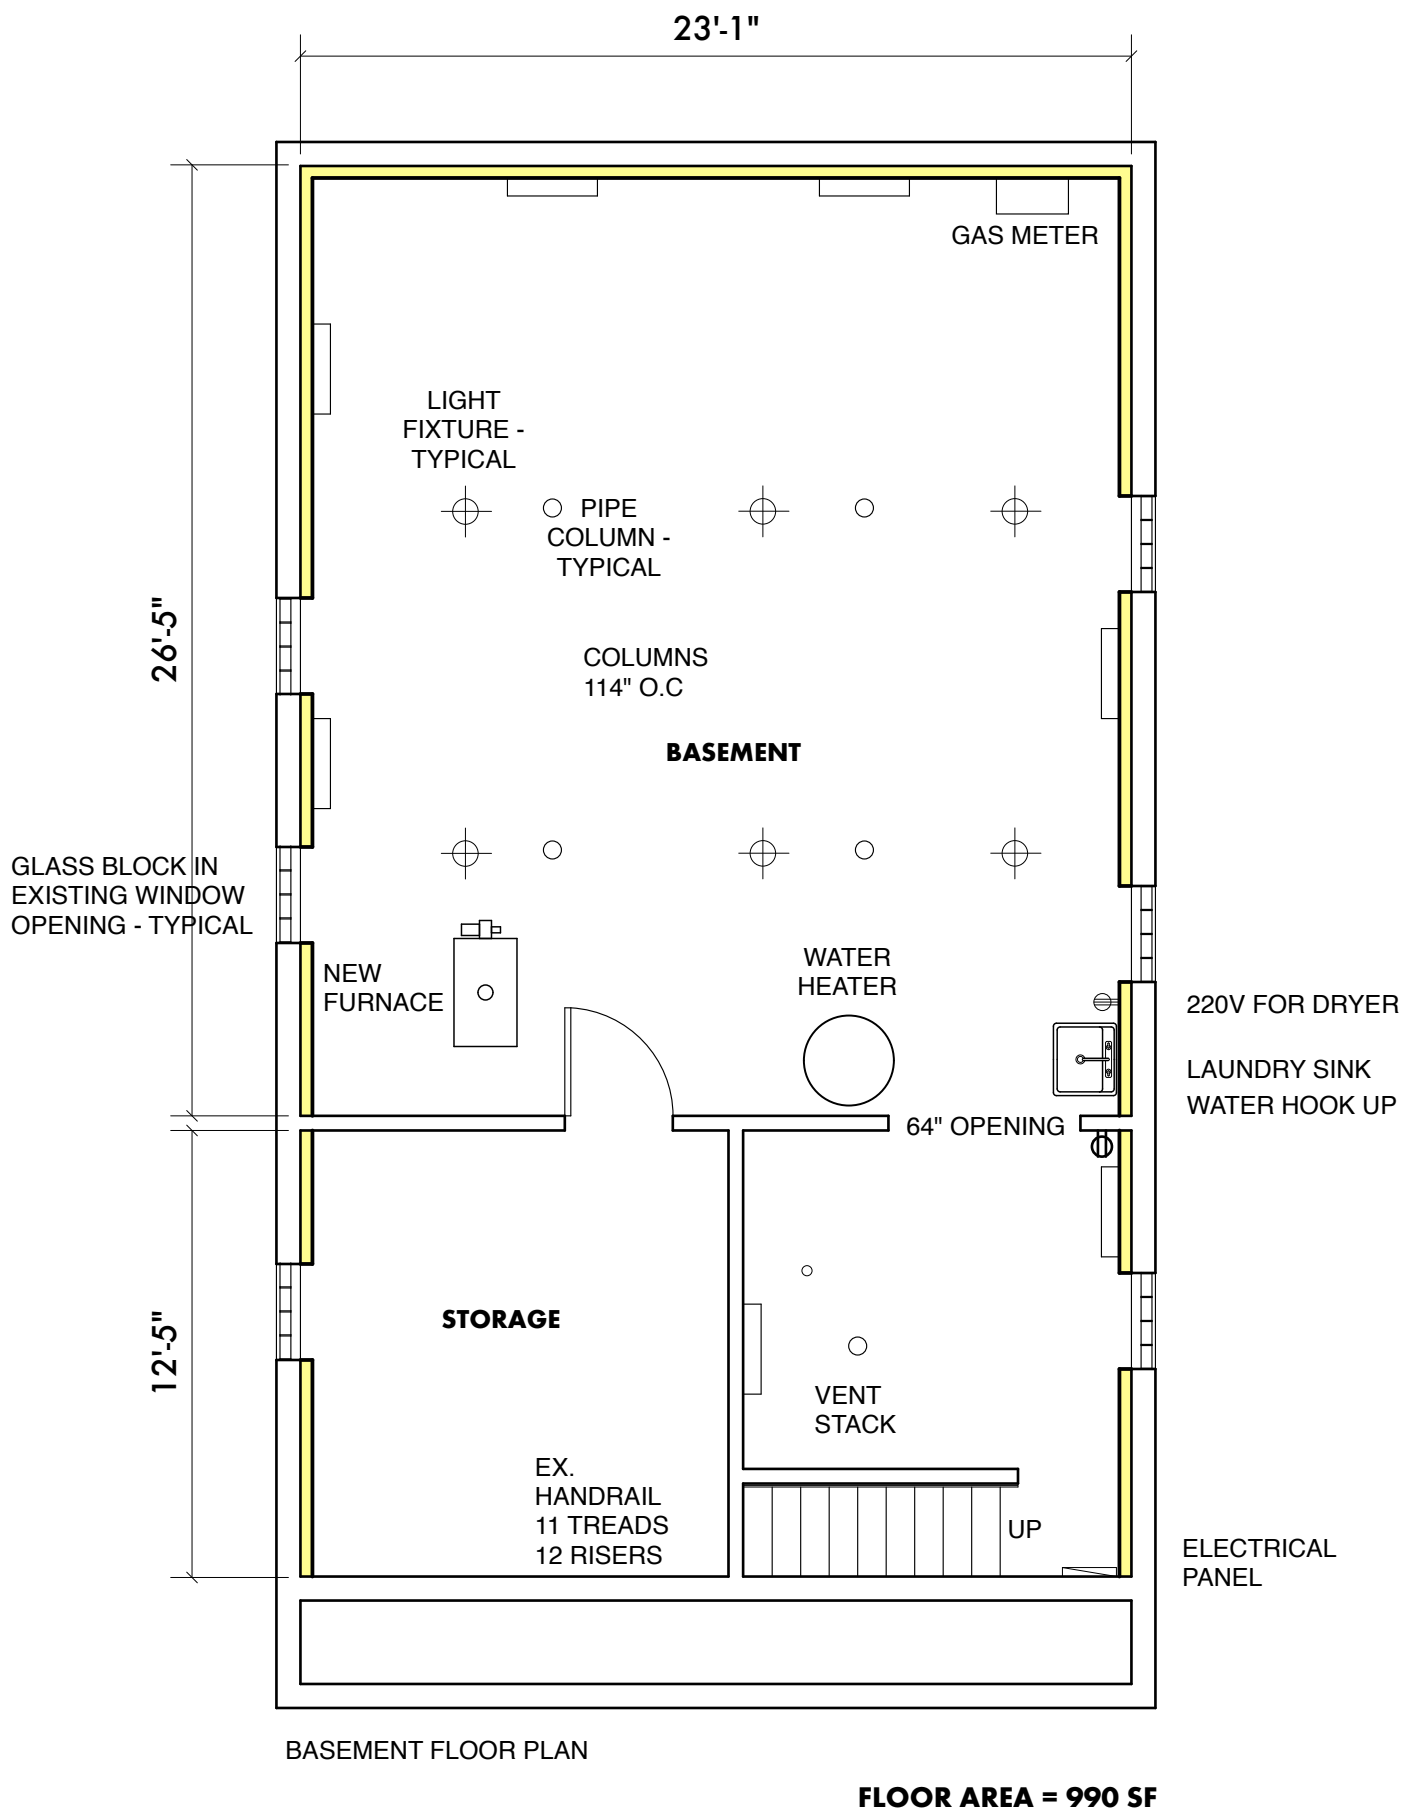 23'-1"
GAS METER
LIGHT
FIXTURE -
TYPICAL
PIPE
COLUMN -
TYPICAL
26'-5"
COLUMNS
114" O.C
BASEMENT
GLASS BLOCK IN
EXISTING WINDOW
OPENING - TYPICAL
NEW
FURNACE
WATER
HEATER
220V FOR DRYER
LAUNDRY SINK
WATER HOOK UP
64" OPENING
12'-5"
STORAGE
VENT
STACK
EX.
HANDRAIL
11 TREADS
12 RISERS
UP
ELECTRICAL
PANEL
BASEMENT FLOOR PLAN
FLOOR AREA = 990 SF